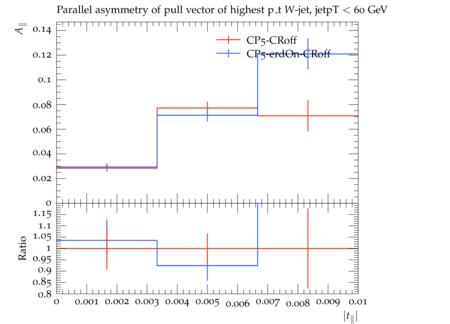 Parallel asymmetry of pull vector of highest p_t W-jet, jetpT < 60 GeV
A∥
0.14
0.12
0.1
0.08
0.06
0.04
0.02
0
CP5-CRoff
CP5-erdOn-CRoff
Ratio
1.15
1.1
1.05
1
0.95
0.9
0.85
0.8
0 0.001 0.002 0.003 0.004 0.005 0.006 0.007 0.008 0.009 0.01
|t∥|